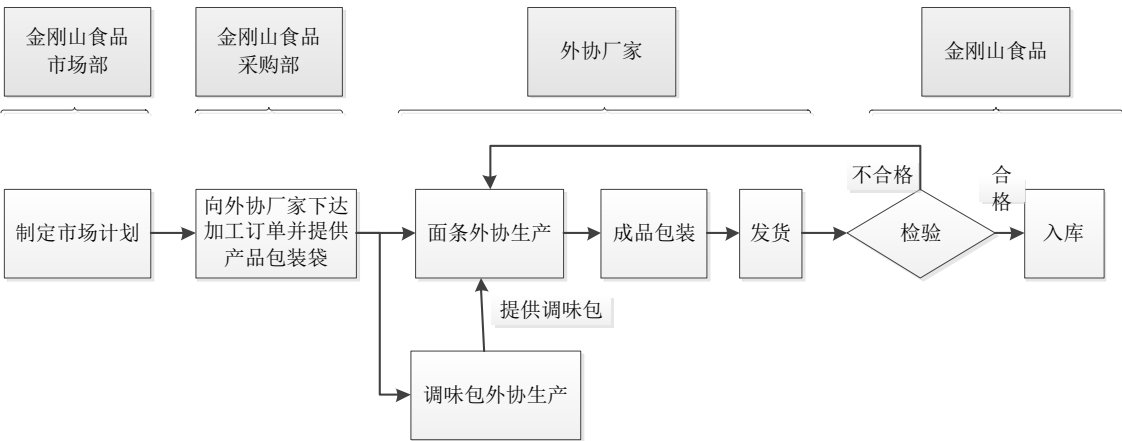 金刚山食品
市场部
金刚山食品
采购部
外协厂家
金刚山食品
不合格
合
格
制定市场计划
向外协厂家下达
加工订单并提供
产品包装袋
面条外协生产
成品包装
发货
检验
入库
提供调味包
调味包外协生产